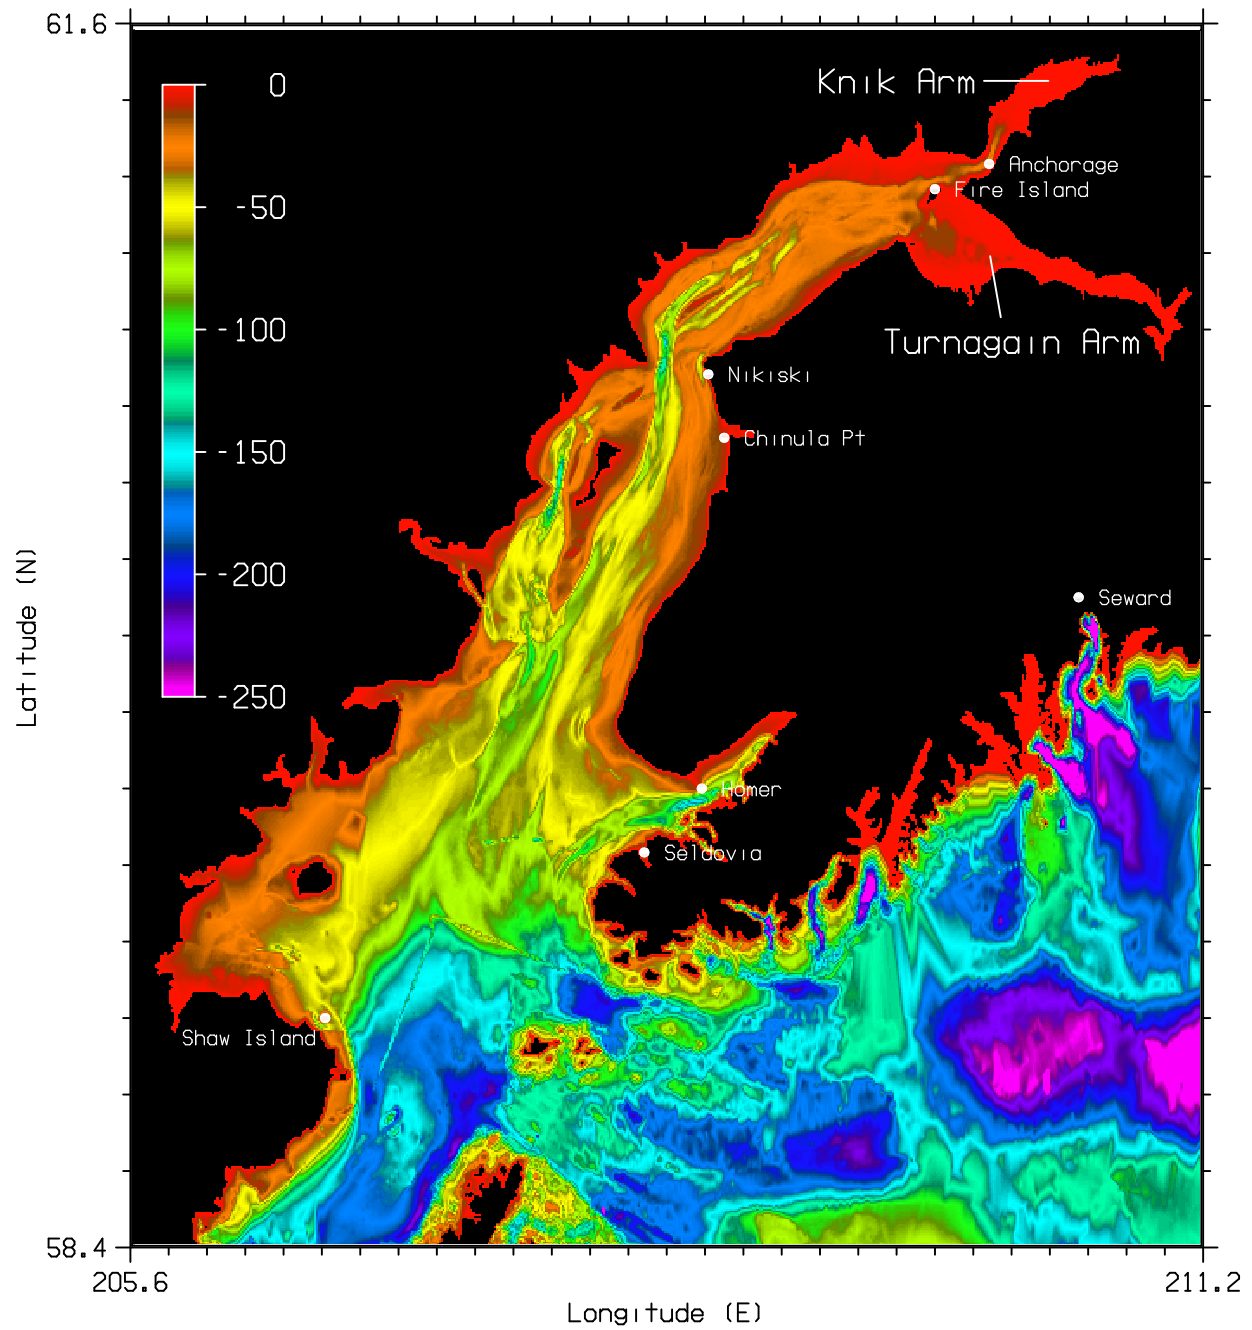 61.6
Knik Arm
0
Anchorage
Fire Island
-50
-100
Turnagain Arm
Nikiski
Chinula Pt
-150
-200
Seward
Latitude (N)
-250
Homer
Seldovia
Shaw Island
58.4
205.6
211.2
Longitude (E)